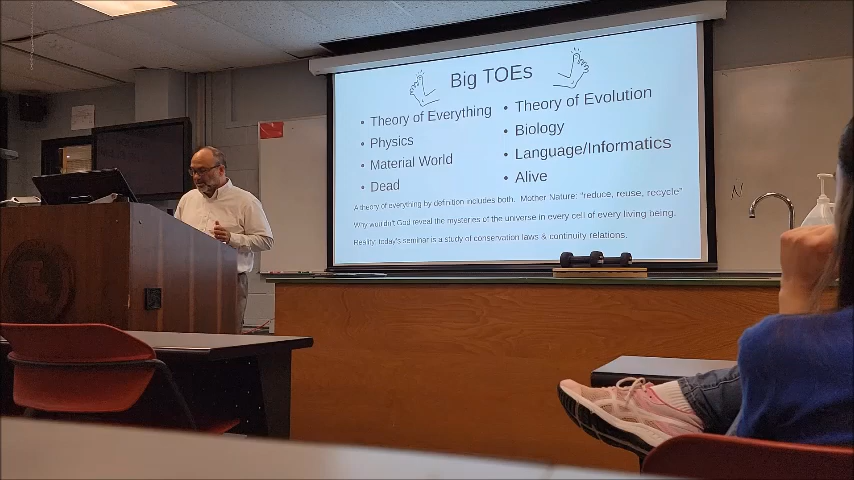 Big TOEs
• Theory of Everything
• Physics
• Material World
• Dead
• Theory of Evolution
• Biology
• Language/Informatics
• Alive
A theory of everything by definition includes both. Mother Nature: "reduce, reuse, recycle"
Why wouldn't God reveal the mysteries of the universe in every cell of every living being.
Reality: today's seminar is a study of conservation laws & continuity relations.
N